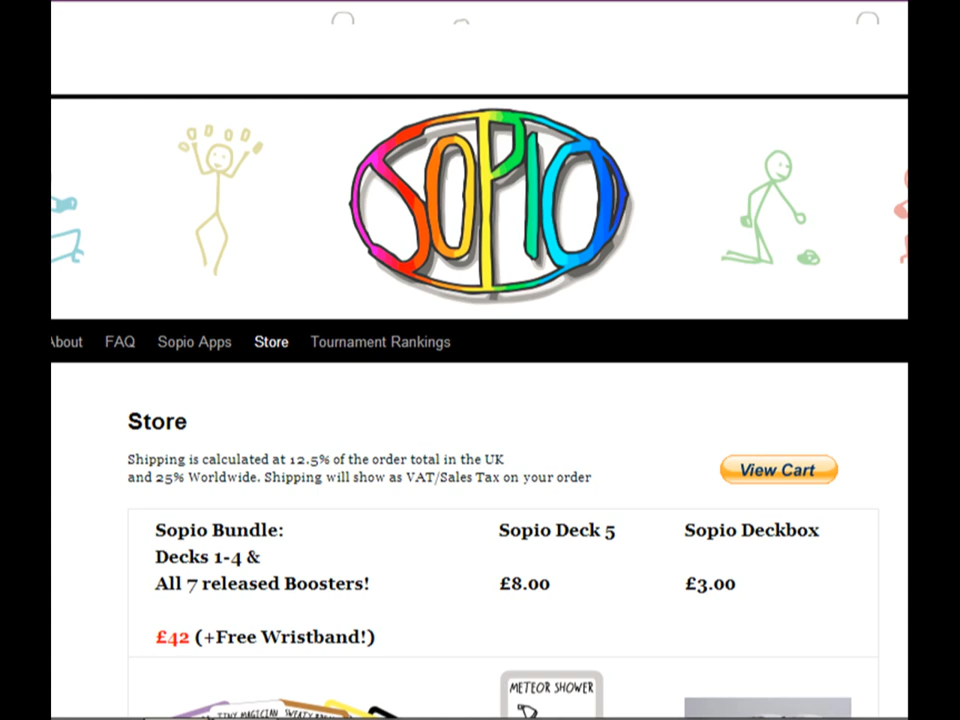 SOPIO
About FAQ Sopio Apps Store Tournament Rankings
Store
Shipping is calculated at 12.5% of the order total in the UK
and 25% Worldwide. Shipping will show as VAT/Sales Tax on your order
View Cart
Sopio Bundle: Sopio Deck 5 Sopio Deckbox
Decks 1-4 &
All 7 released Boosters! £8.00 £3.00
£42 (+Free Wristband!)
METEOR SHOWER
TINY MAGICIAN SWEATY